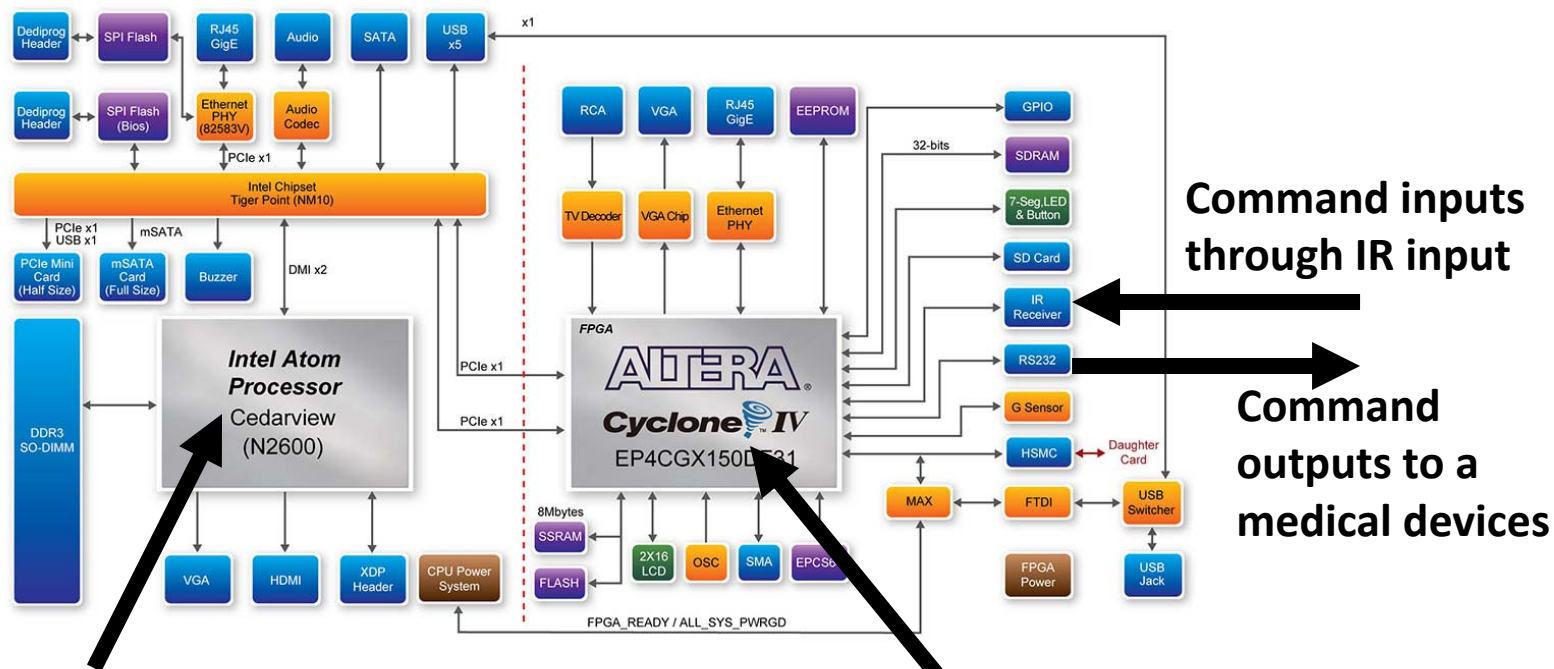 x1
Dediprog
Header
SPI Flash
RJ45
GigE
Audio
SATA
USB
x5
Dediprog
Header
SPI Flash
(Bios)
Ethernet
PHY
(82583V)
Audio
Codec
PCIe x1
Intel Chipset
Tiger Point (NM10)
PCIe x1
USB x1
mSATA
PCIe Mini
Card
(Half Size)
mSATA
Card
(Full Size)
Buzzer
DMI x2
DDR3
SO-DIMM
Intel Atom
Processor
Cedarview
(N2600)
PCIe x1
PCIe x1
VGA
HDMI
XDP
Header
CPU Power
System
RCA
VGA
RJ45
GigE
EEPROM
TV Decoder
VGA Chip
Ethernet
PHY
FPGA
ALTERA
Cyclone IV
8Mbytes
SSRAM
FLASH
2X16
LCD
OSC
SMA
FPGA_READY / ALL_SYS_PWRGD
GPIO
32-bits
SDRAM
7-Seg,LED
& Button
SD Card
IR
Receiver
RS232
G Sensor
HSMC
Daughter
Card
MAX
FTDI
USB
Switcher
FPGA
Power
USB
Jack
Command inputs
through IR input
Command
outputs to a
medical devices